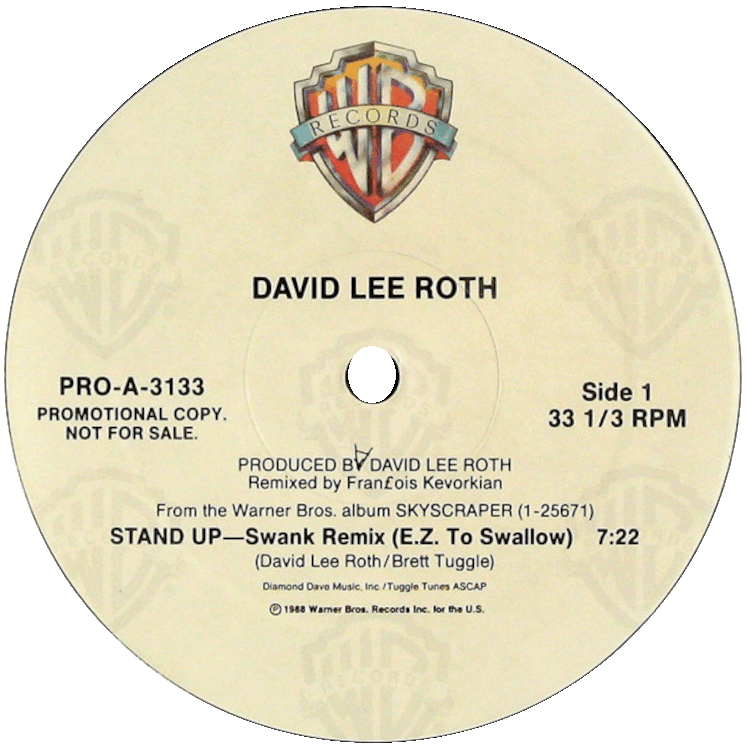 W B
RECORDS
DAVID LEE ROTH
PRO-A-3133
PROMOTIONAL COPY.
NOT FOR SALE.
Side 1
33 1/3 RPM
PRODUCED BY DAVID LEE ROTH
Remixed by Fran£ois Kevorkian
From the Warner Bros. album SKYSCRAPER (1-25671)
STAND UP—Swank Remix (E.Z. To Swallow) 7:22
(David Lee Roth/Brett Tuggle)
Diamond Dave Music, Inc./Tuggle Tunes ASCAP
℗ 1988 Warner Bros. Records Inc. for the U.S.